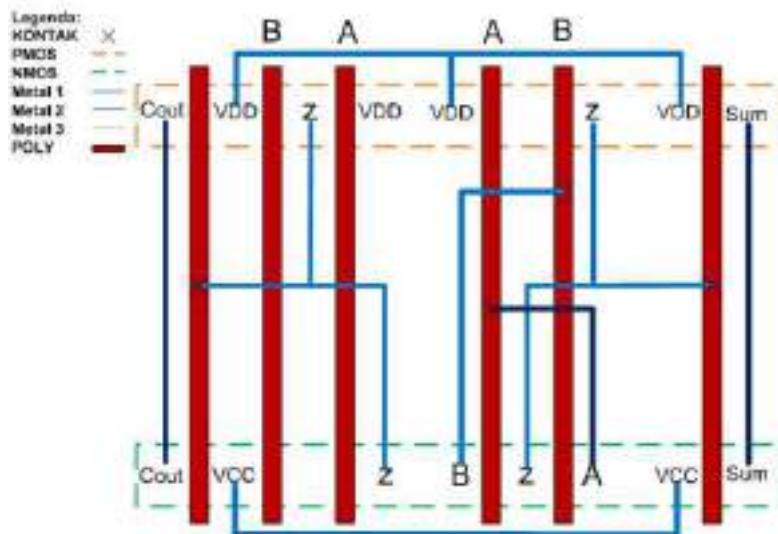 Legenda:
KONTAK
PMOS
NMOS
Metal 1
Metal 2
Metal 3
POLY
B A A B
Cout VDD Z VDD VDD Z VDD Sum
Cout VCC Z B Z A VCC Sum